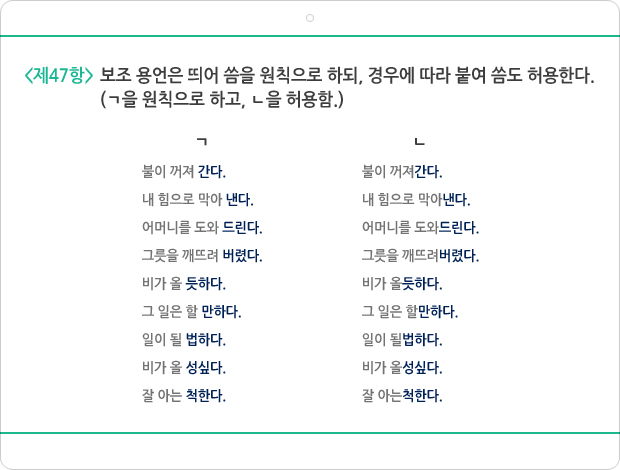 <제47항> 보조 용언은 띄어 씀을 원칙으로 하되, 경우에 따라 붙여 씀도 허용한다.
(ㄱ을 원칙으로 하고, ㄴ을 허용함.)
ㄱ ㄴ
불이 꺼져 간다. 불이 꺼져간다.
내 힘으로 막아 낸다. 내 힘으로 막아낸다.
어머니를 도와 드린다. 어머니를 도와드린다.
그릇을 깨뜨려 버렸다. 그릇을 깨뜨려버렸다.
비가 올 듯하다. 비가 올듯하다.
그 일은 할 만하다. 그 일은 할만하다.
일이 될 법하다. 일이 될법하다.
비가 올 성싶다. 비가 올성싶다.
잘 아는 척한다. 잘 아는척한다.